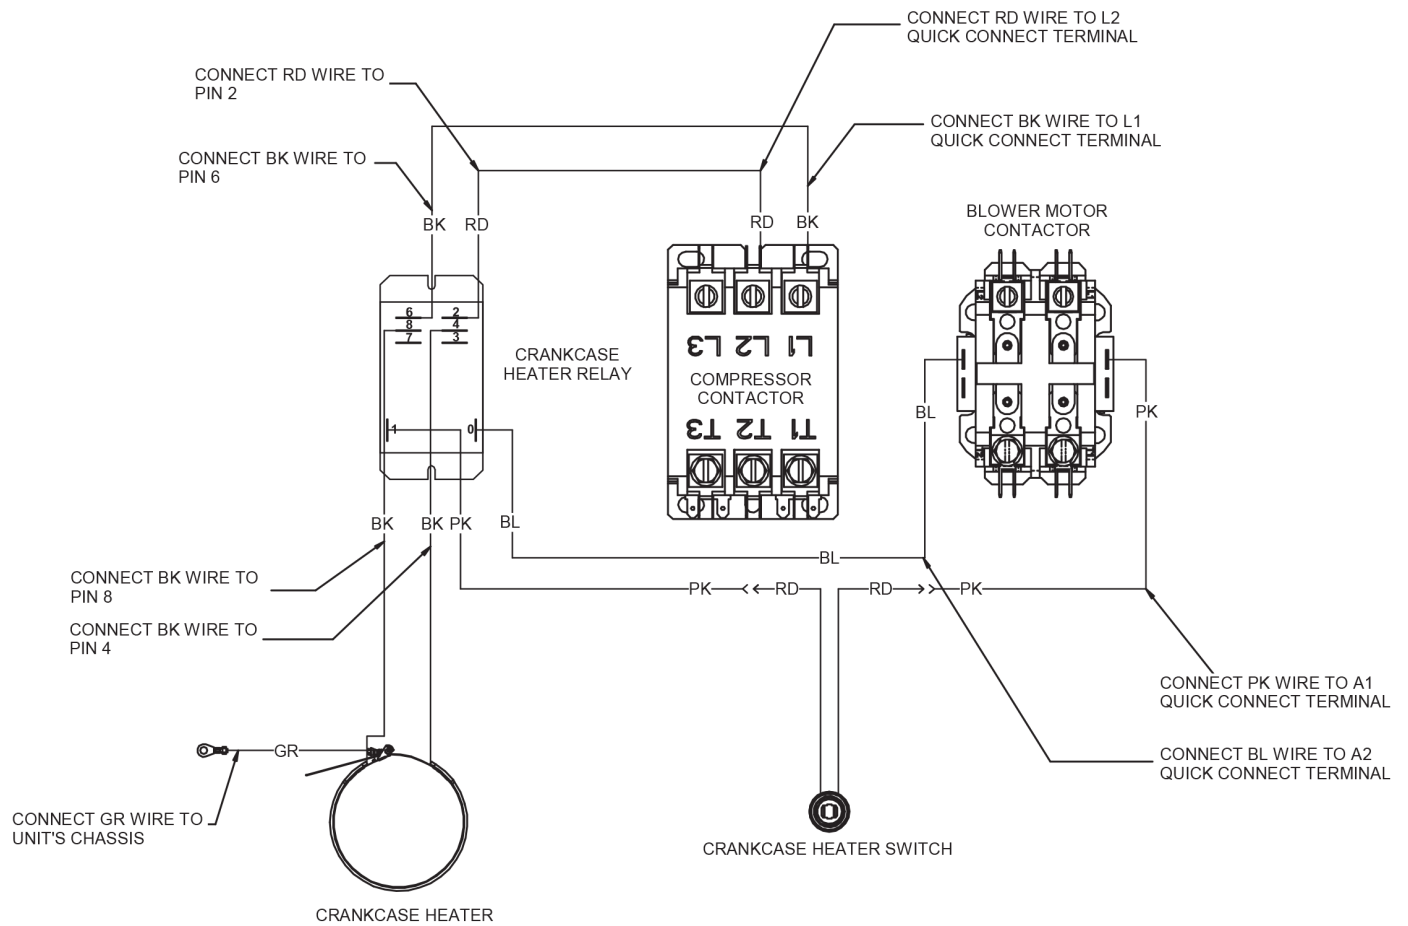 CONNECT RD WIRE TO L2
QUICK CONNECT TERMINAL
CONNECT RD WIRE TO
PIN 2
CONNECT BK WIRE TO L1
QUICK CONNECT TERMINAL
CONNECT BK WIRE TO
PIN 6
BK RD
RD BK
BLOWER MOTOR
CONTACTOR
6 2
8 4
7 3
L3 L2 L1
CRANKCASE
HEATER RELAY
COMPRESSOR
CONTACTOR
BL
PK
T3 T2 T1
1 0
BK BK PK BL
BL
CONNECT BK WIRE TO
PIN 8
PK RD RD PK
CONNECT BK WIRE TO
PIN 4
CONNECT PK WIRE TO A1
QUICK CONNECT TERMINAL
GR
CONNECT BL WIRE TO A2
QUICK CONNECT TERMINAL
CONNECT GR WIRE TO
UNIT'S CHASSIS
CRANKCASE HEATER SWITCH
CRANKCASE HEATER